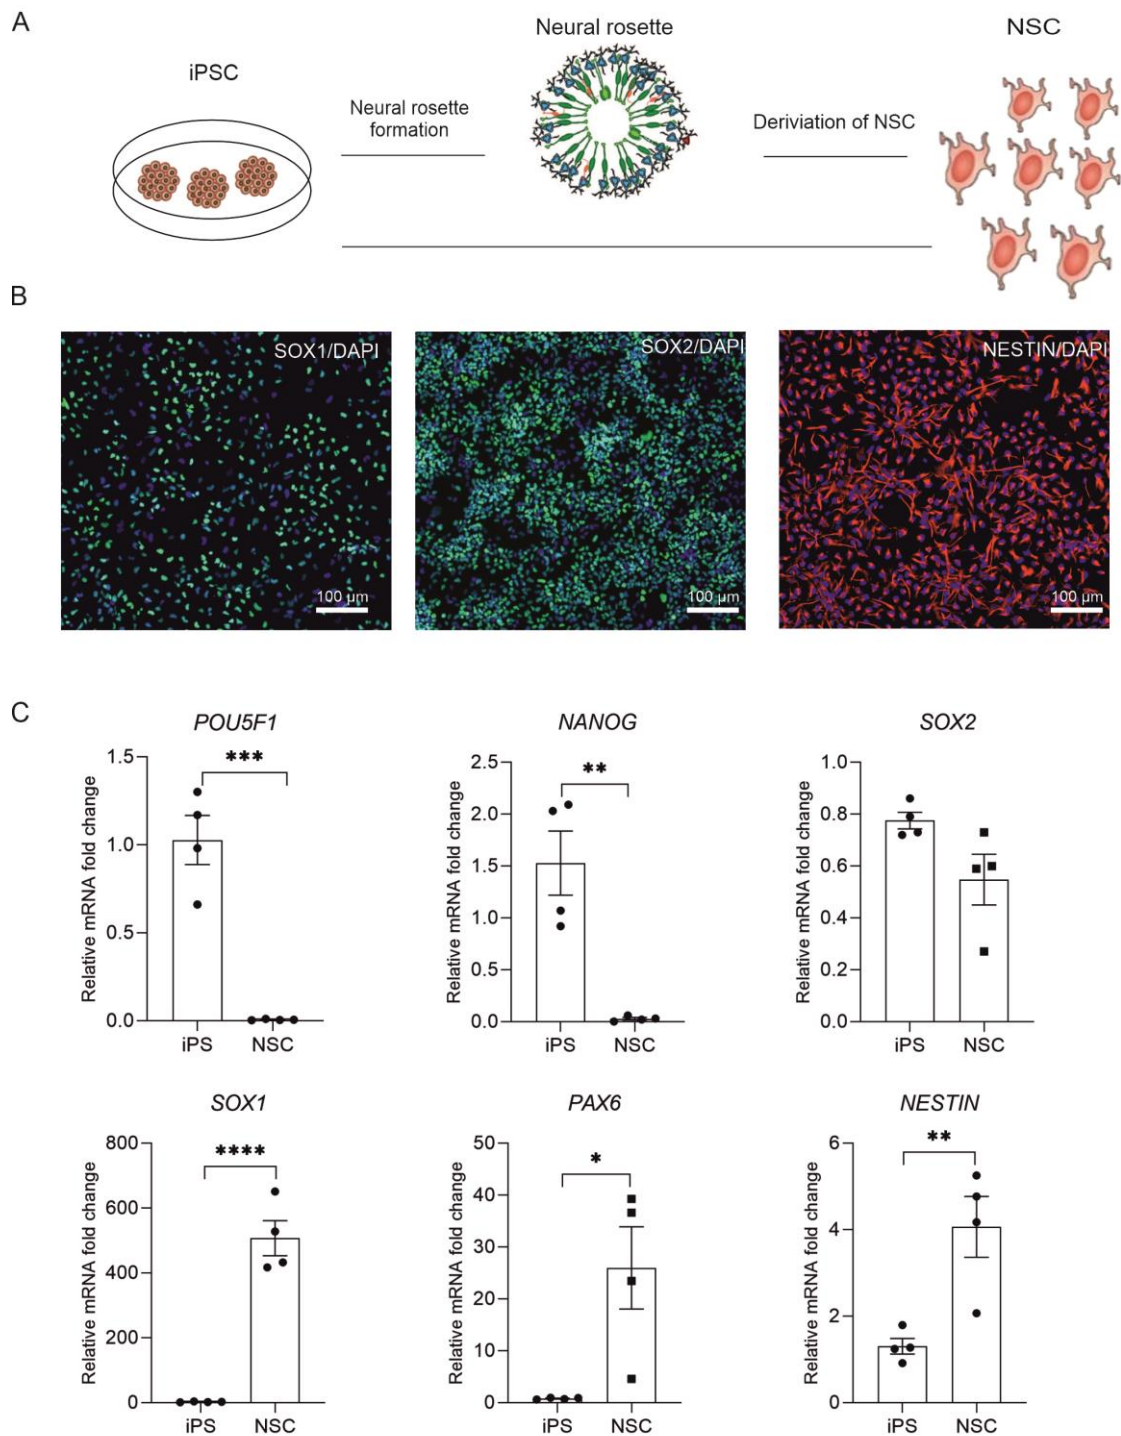 A
iPSC
Neural rosette
formation
Neural rosette
Deriviation of NSC
NSC
B
SOX1/DAPI
100 µm
SOX2/DAPI
100 µm
NESTIN/DAPI
100 µm
C
POU5F1
Relative mRNA fold change
1.5
1.0
0.5
0.0
***
iPS
NSC
NANOG
Relative mRNA fold change
2.5
2.0
1.5
1.0
0.5
0.0
**
iPS
NSC
SOX2
Relative mRNA fold change
1.0
0.8
0.6
0.4
0.2
0.0
iPS
NSC
SOX1
Relative mRNA fold change
800
600
400
200
0
****
iPS
NSC
PAX6
Relative mRNA fold change
50
40
30
20
10
0
*
iPS
NSC
NESTIN
Relative mRNA fold change
6
4
2
0
**
iPS
NSC